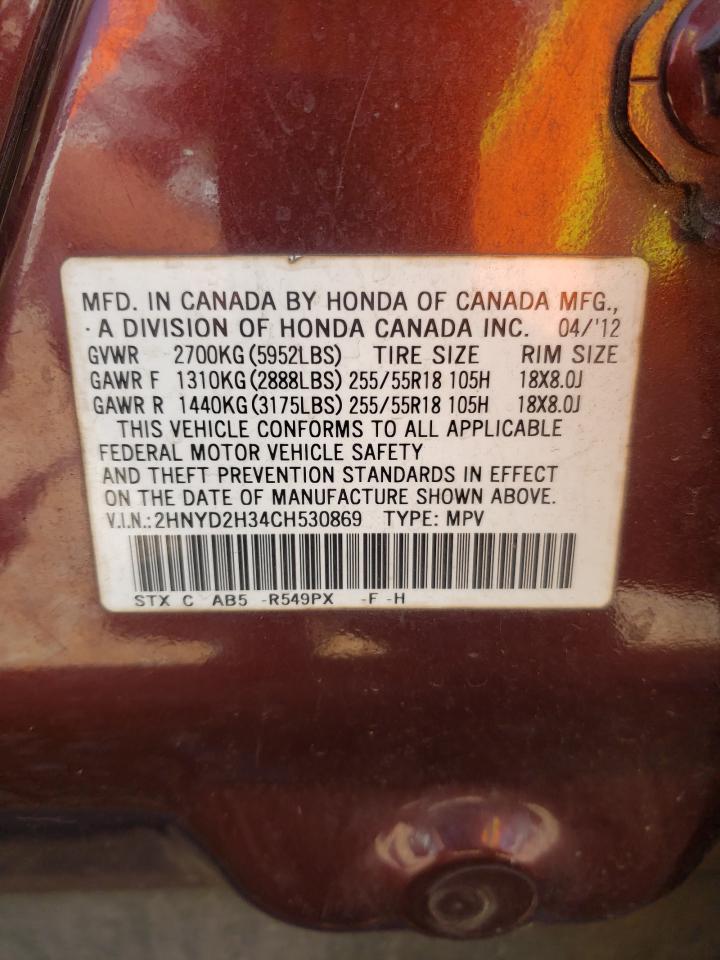 MFD. IN CANADA BY HONDA OF CANADA MFG.,
· A DIVISION OF HONDA CANADA INC. 04/'12
GVWR 2700KG (5952LBS) TIRE SIZE RIM SIZE
GAWR F 1310KG (2888LBS) 255/55R18 105H 18X8.0J
GAWR R 1440KG (3175LBS) 255/55R18 105H 18X8.0J
THIS VEHICLE CONFORMS TO ALL APPLICABLE
FEDERAL MOTOR VEHICLE SAFETY
AND THEFT PREVENTION STANDARDS IN EFFECT
ON THE DATE OF MANUFACTURE SHOWN ABOVE.
V.I.N.: 2HNYD2H34CH530869 TYPE: MPV
STX C AB5 -R549PX -F -H